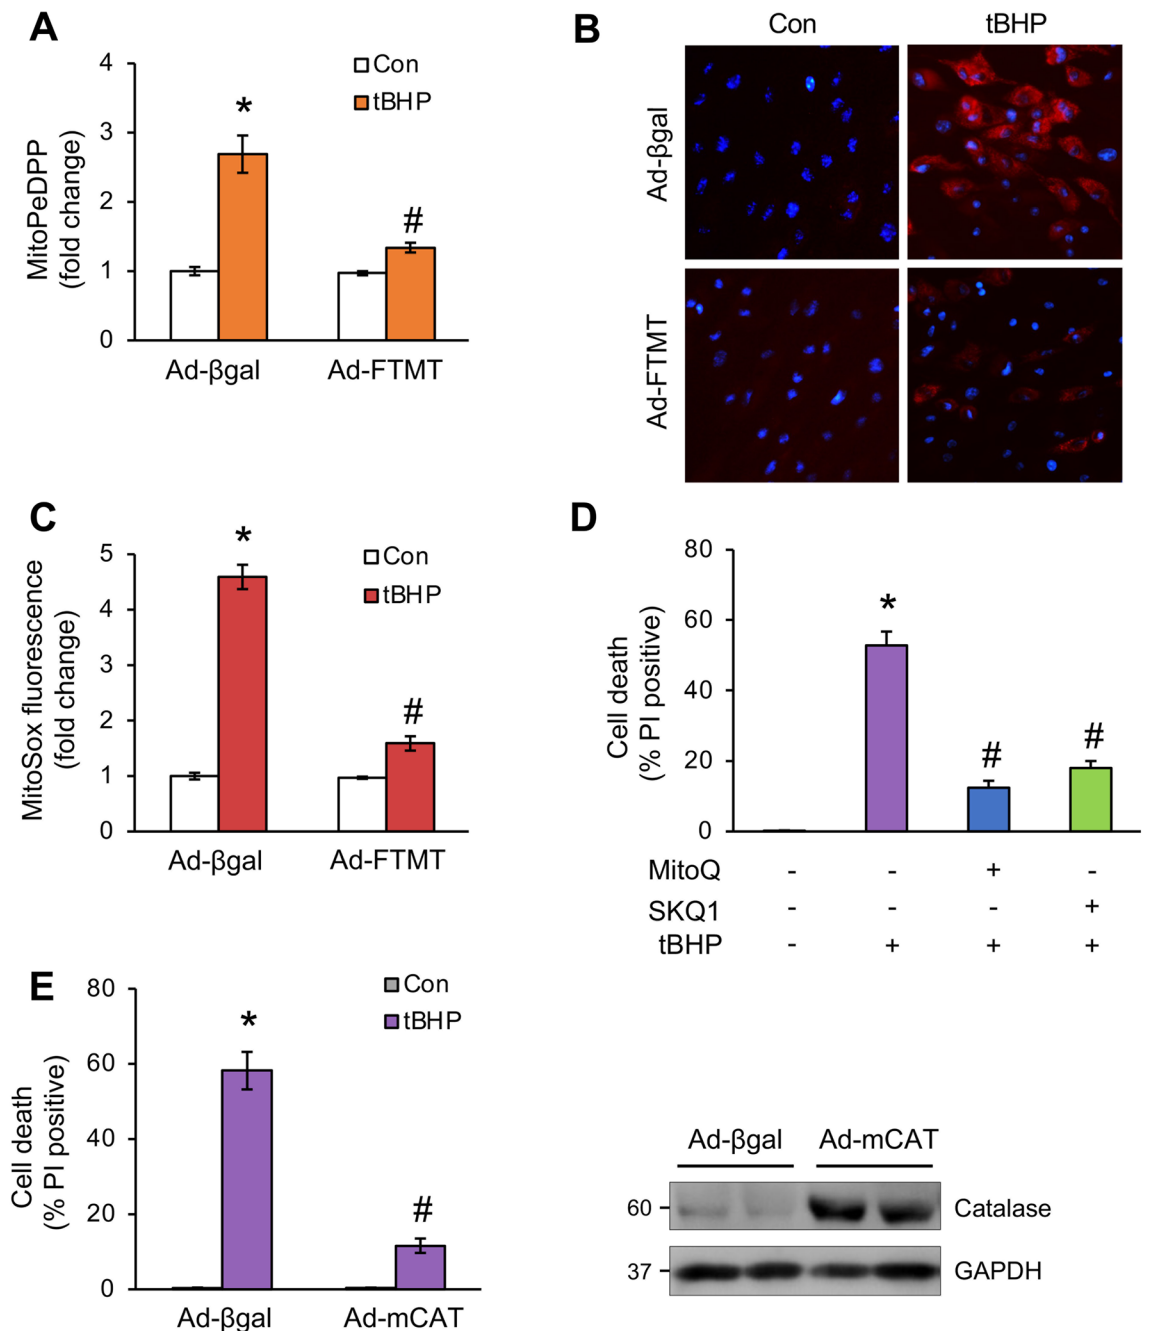 A
MitoPeDPP
(fold change)
4
3
2
1
0
Con
tBHP
*
#
Ad-βgal
Ad-FTMT
B
Con
tBHP
Ad-βgal
Ad-FTMT
C
MitoSox fluorescence
(fold change)
5
4
3
2
1
0
Con
tBHP
*
#
Ad-βgal
Ad-FTMT
D
Cell death
(% PI positive)
80
60
40
20
0
*
#
#
MitoQ - - + -
SKQ1 - - - +
tBHP - + + +
E
Cell death
(% PI positive)
80
60
40
20
0
Con
tBHP
*
#
Ad-βgal
Ad-mCAT
Ad-βgal Ad-mCAT
60 Catalase
37 GAPDH